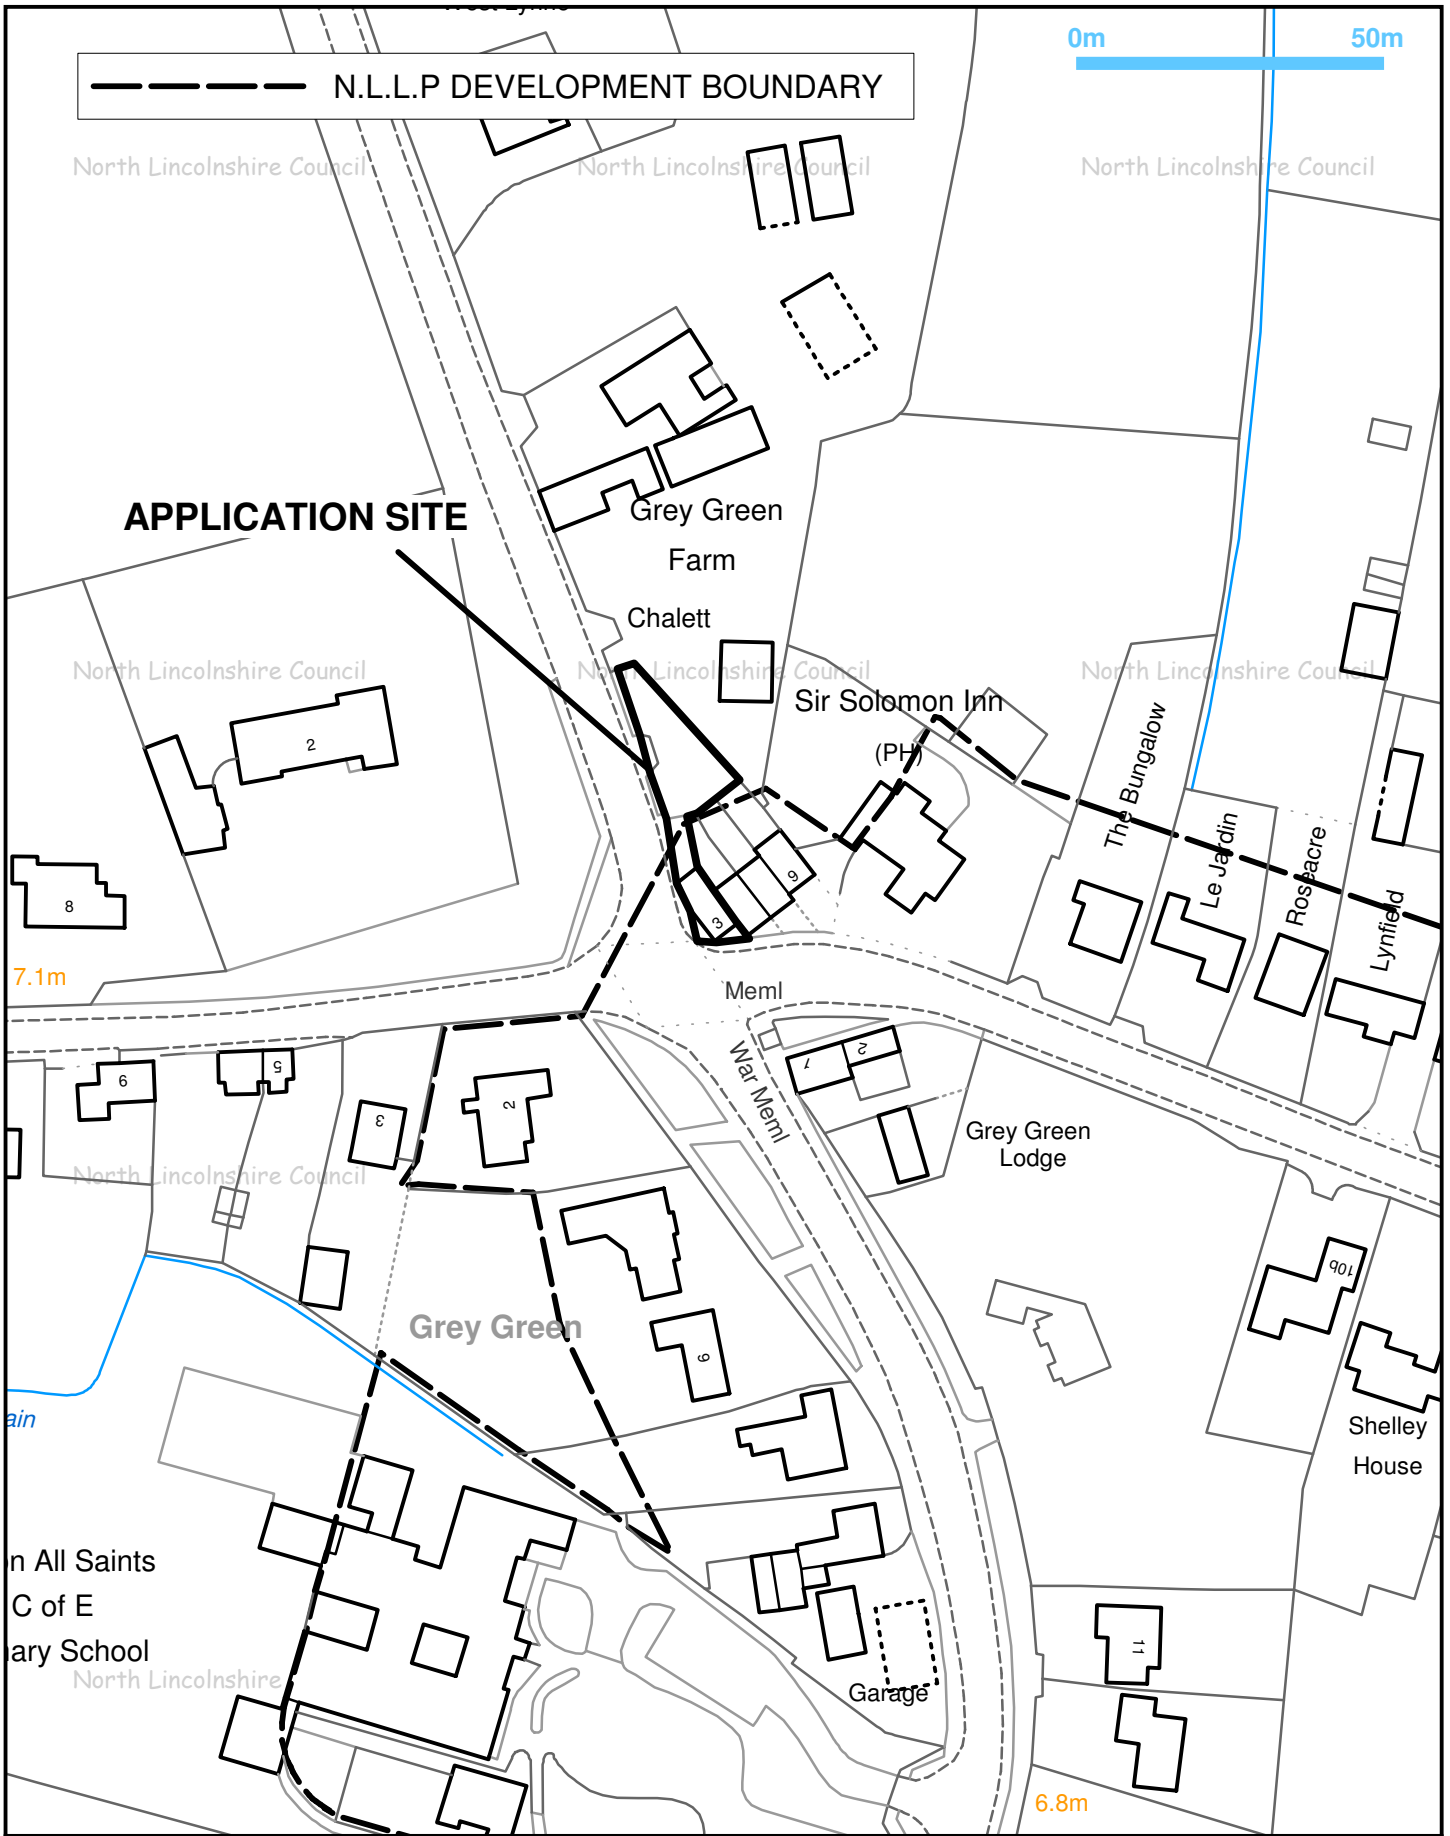 0m
50m
N.L.L.P DEVELOPMENT BOUNDARY
North Lincolnshire Council
North Lincolnshire Council
North Lincolnshire Council
APPLICATION SITE
Grey Green
Farm
Chalett
North Lincolnshire Council
North Lincolnshire Council
North Lincolnshire Council
Sir Solomon Inn
(PH)
2
The Bungalow
Le Jardin
Roseacre
Lynfield
8
9
3
7.1m
Meml
War Meml
1
2
9
5
3
2
Grey Green
Lodge
North Lincolnshire Council
10b
Grey Green
9
ain
Shelley
House
n All Saints
C of E
ary School
North Lincolnshire
11
Garage
6.8m